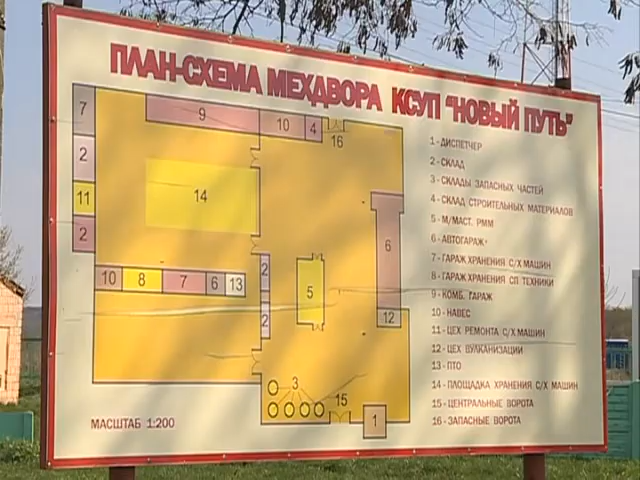 ПЛАН-СХЕМА МЕХДВОРА КСУП "НОВЫЙ ПУТЬ"
7
9
10
4
16
2
14
11
2
6
10
8
7
6
13
2
5
2
12
3
15
1
МАСШТАБ 1:200
1 - ДИСПЕТЧЕР
2 - СКЛАД
3 - СКЛАДЫ ЗАПАСНЫХ ЧАСТЕЙ
4 - СКЛАД СТРОИТЕЛЬНЫХ МАТЕРИАЛОВ
5 - М/МАСТ. РММ
6 - АВТОГАРАЖ
7 - ГАРАЖ ХРАНЕНИЯ С/Х МАШИН
8 - ГАРАЖ ХРАНЕНИЯ СП ТЕХНИКИ
9 - КОМБ. ГАРАЖ
10 - НАВЕС
11 - ЦЕХ РЕМОНТА С/Х МАШИН
12 - ЦЕХ ВУЛКАНИЗАЦИИ
13 - ПТО
14 - ПЛОЩАДКА ХРАНЕНИЯ С/Х МАШИН
15 - ЦЕНТРАЛЬНЫЕ ВОРОТА
16 - ЗАПАСНЫЕ ВОРОТА